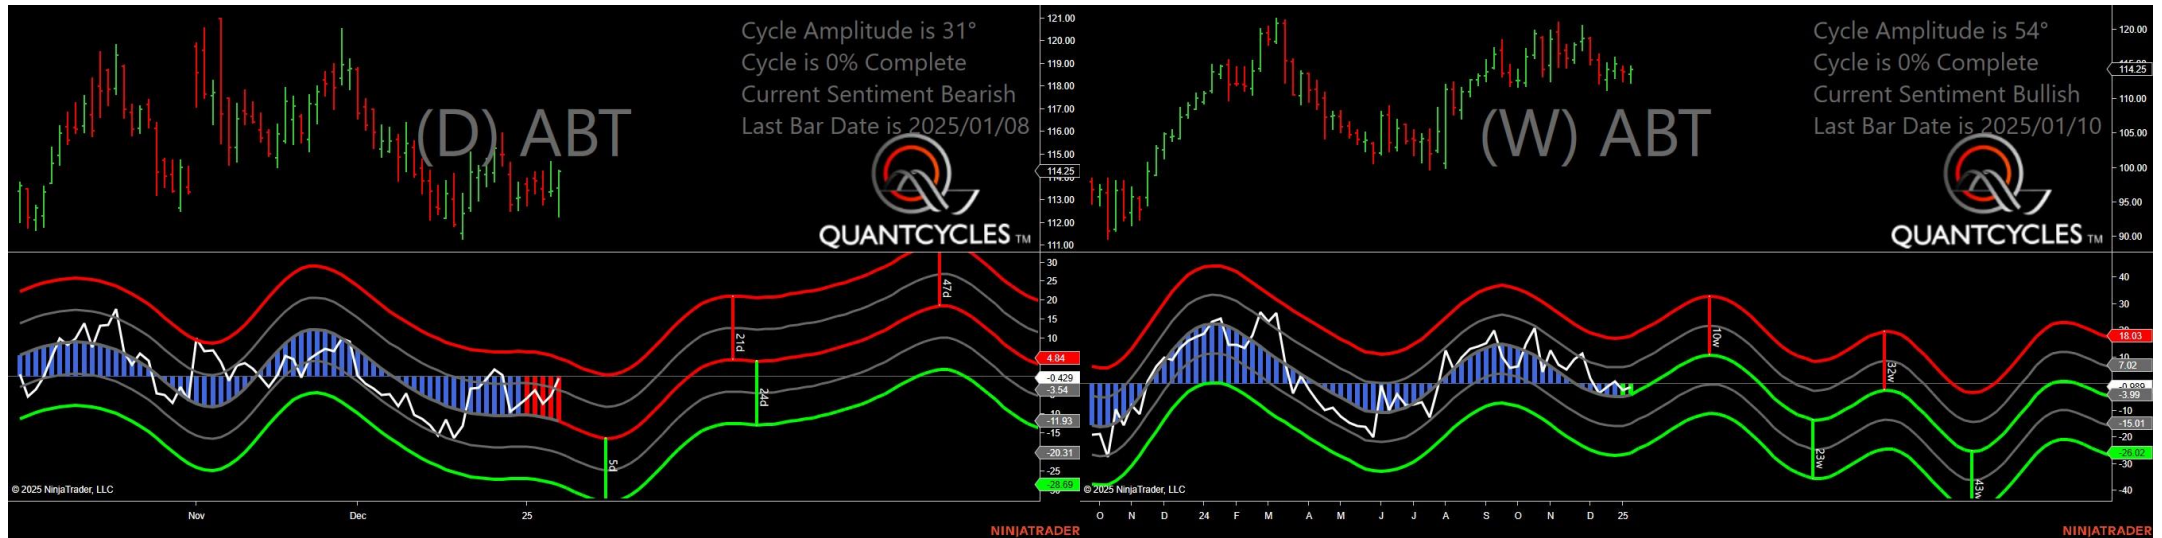 Cycle Amplitude is 31°
Cycle is 0% Complete
Current Sentiment Bearish
Last Bar Date is 2025/01/08
(D) ABT
QUANTCYCLES TM
121.00
120.00
119.00
118.00
117.00
116.00
115.00
114.25
113.00
112.00
111.00
30
25
20
15
10
4.84
-0.429
-3.54
-11.93
-15
-20.31
-25
-28.69
5d
21d
24d
47d
© 2025 NinjaTrader, LLC
Nov
Dec
25
NINJATRADER
Cycle Amplitude is 54°
Cycle is 0% Complete
Current Sentiment Bullish
Last Bar Date is 2025/01/10
(W) ABT
QUANTCYCLES TM
120.00
114.25
110.00
105.00
100.00
95.00
90.00
40
30
18.03
10
7.02
-0.989
-3.99
-10
-15.01
-20
-26.02
-30
-40
10w
23w
32w
43w
© 2025 NinjaTrader, LLC
O N D 24 F M A M J J A S O N D 25
NINJATRADER